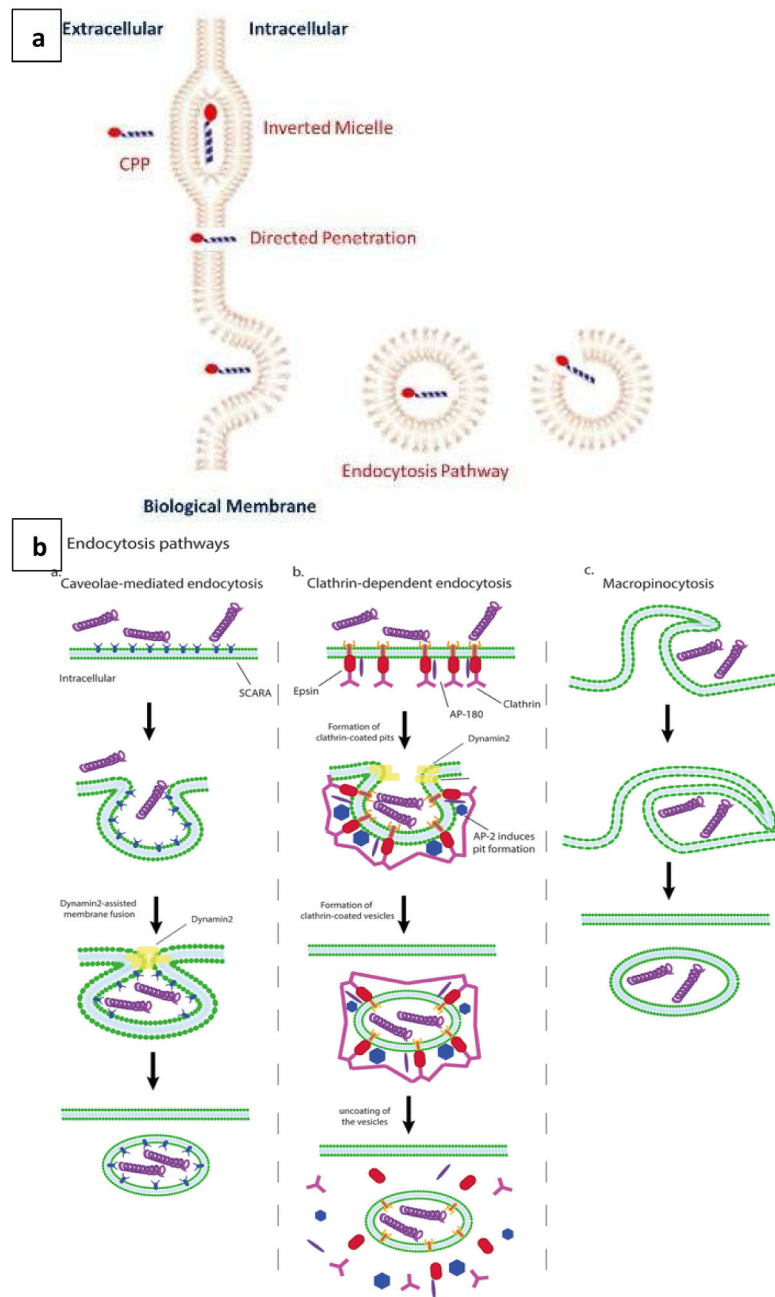 a
Extracellular Intracellular
Inverted Micelle
CPP
Directed Penetration
Endocytosis Pathway
Biological Membrane
b
Endocytosis pathways
a.
Caveolae-mediated endocytosis
Intracellular
SCARA
Dynamin2-assisted
membrane fusion
Dynamin2
b.
Clathrin-dependent endocytosis
Epsin
AP-180
Clathrin
Formation of
clathrin-coated pits
Dynamin2
AP-2 induces
pit formation
Formation of
clathrin-coated vesicles
uncoating of
the vesicles
c.
Macropinocytosis